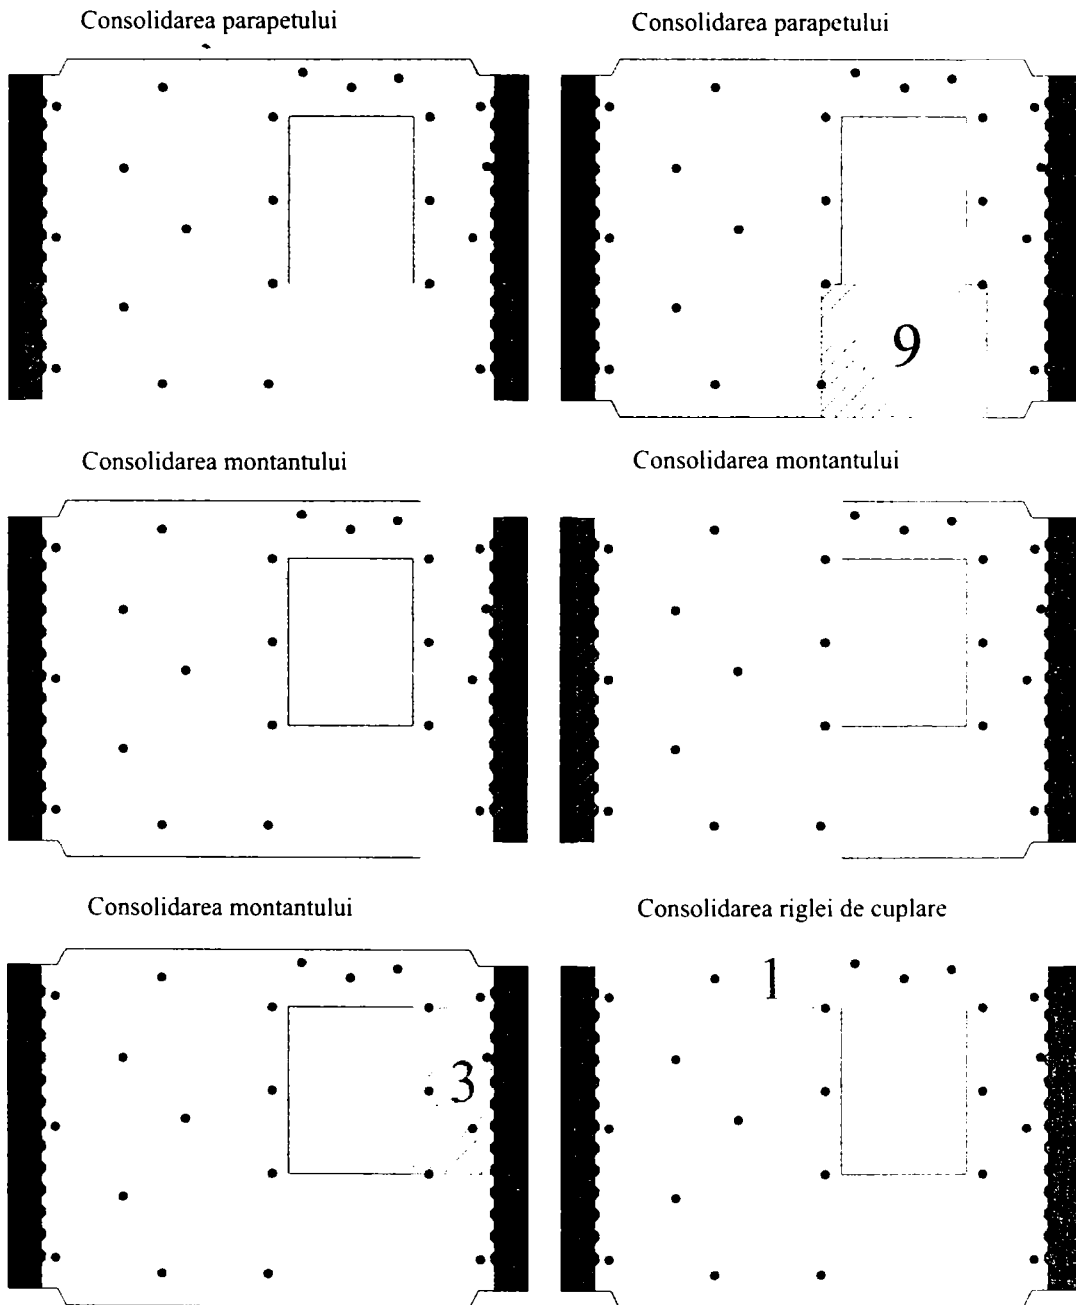 Consolidarea parapetului
Consolidarea parapetului
9
Consolidarea montantului
Consolidarea montantului
Consolidarea montantului
Consolidarea riglei de cuplare
3
1